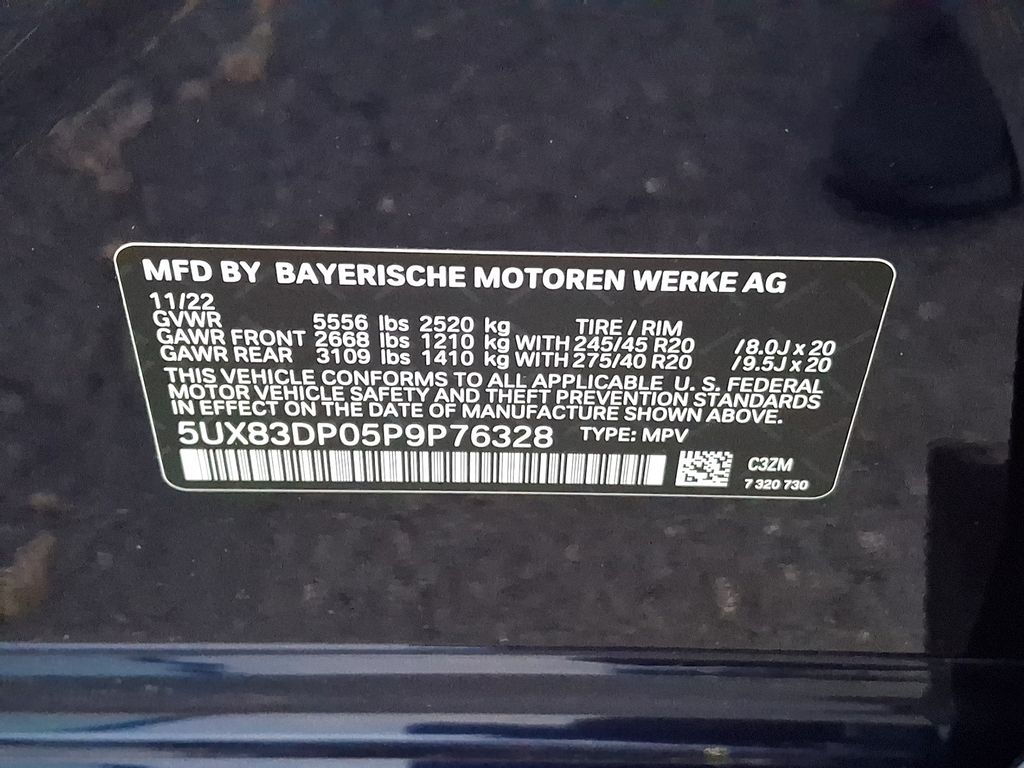 MFD BY BAYERISCHE MOTOREN WERKE AG
11/22
GVWR 5556 lbs 2520 kg TIRE / RIM
GAWR FRONT 2668 lbs 1210 kg WITH 245/45 R20 /8.0J x 20
GAWR REAR 3109 lbs 1410 kg WITH 275/40 R20 /9.5J x 20
THIS VEHICLE CONFORMS TO ALL APPLICABLE U. S. FEDERAL
MOTOR VEHICLE SAFETY AND THEFT PREVENTION STANDARDS
IN EFFECT ON THE DATE OF MANUFACTURE SHOWN ABOVE.
5UX83DP05P9P76328 TYPE: MPV
C3ZM
7 320 730